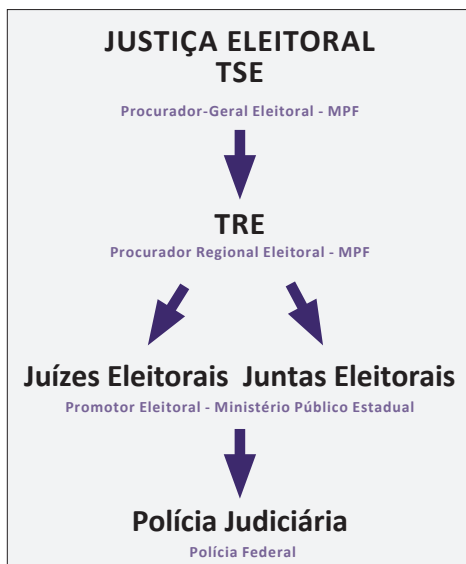 JUSTIÇA ELEITORAL
TSE
Procurador-Geral Eleitoral - MPF
TRE
Procurador Regional Eleitoral - MPF
Juízes Eleitorais Juntas Eleitorais
Promotor Eleitoral - Ministério Público Estadual
Polícia Judiciária
Polícia Federal